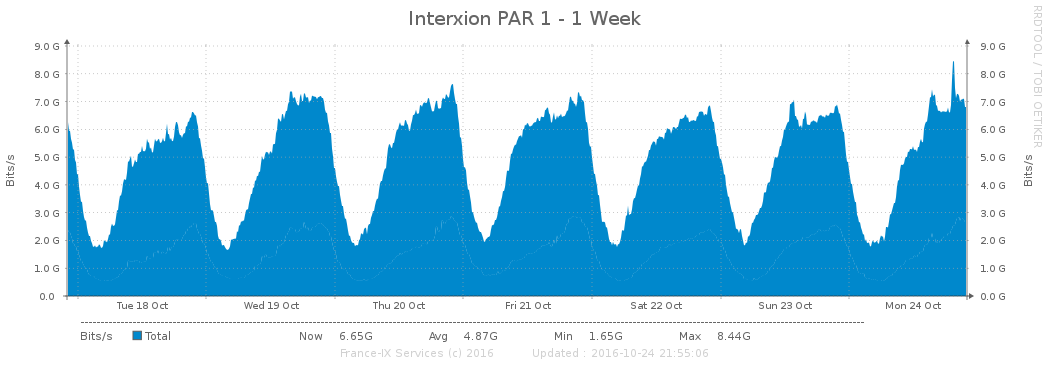 Interxion PAR 1 - 1 Week
RRDTOOL / TOBI OETIKER
Bits/s
9.0 G 9.0 G
8.0 G 8.0 G
7.0 G 7.0 G
6.0 G 6.0 G
5.0 G 5.0 G
4.0 G 4.0 G
3.0 G 3.0 G
2.0 G 2.0 G
1.0 G 1.0 G
0.0 0.0 G
Bits/s
Tue 18 Oct Wed 19 Oct Thu 20 Oct Fri 21 Oct Sat 22 Oct Sun 23 Oct Mon 24 Oct
Bits/s Total Now 6.65G Avg 4.87G Min 1.65G Max 8.44G
France-IX Services (c) 2016 Updated : 2016-10-24 21:55:06